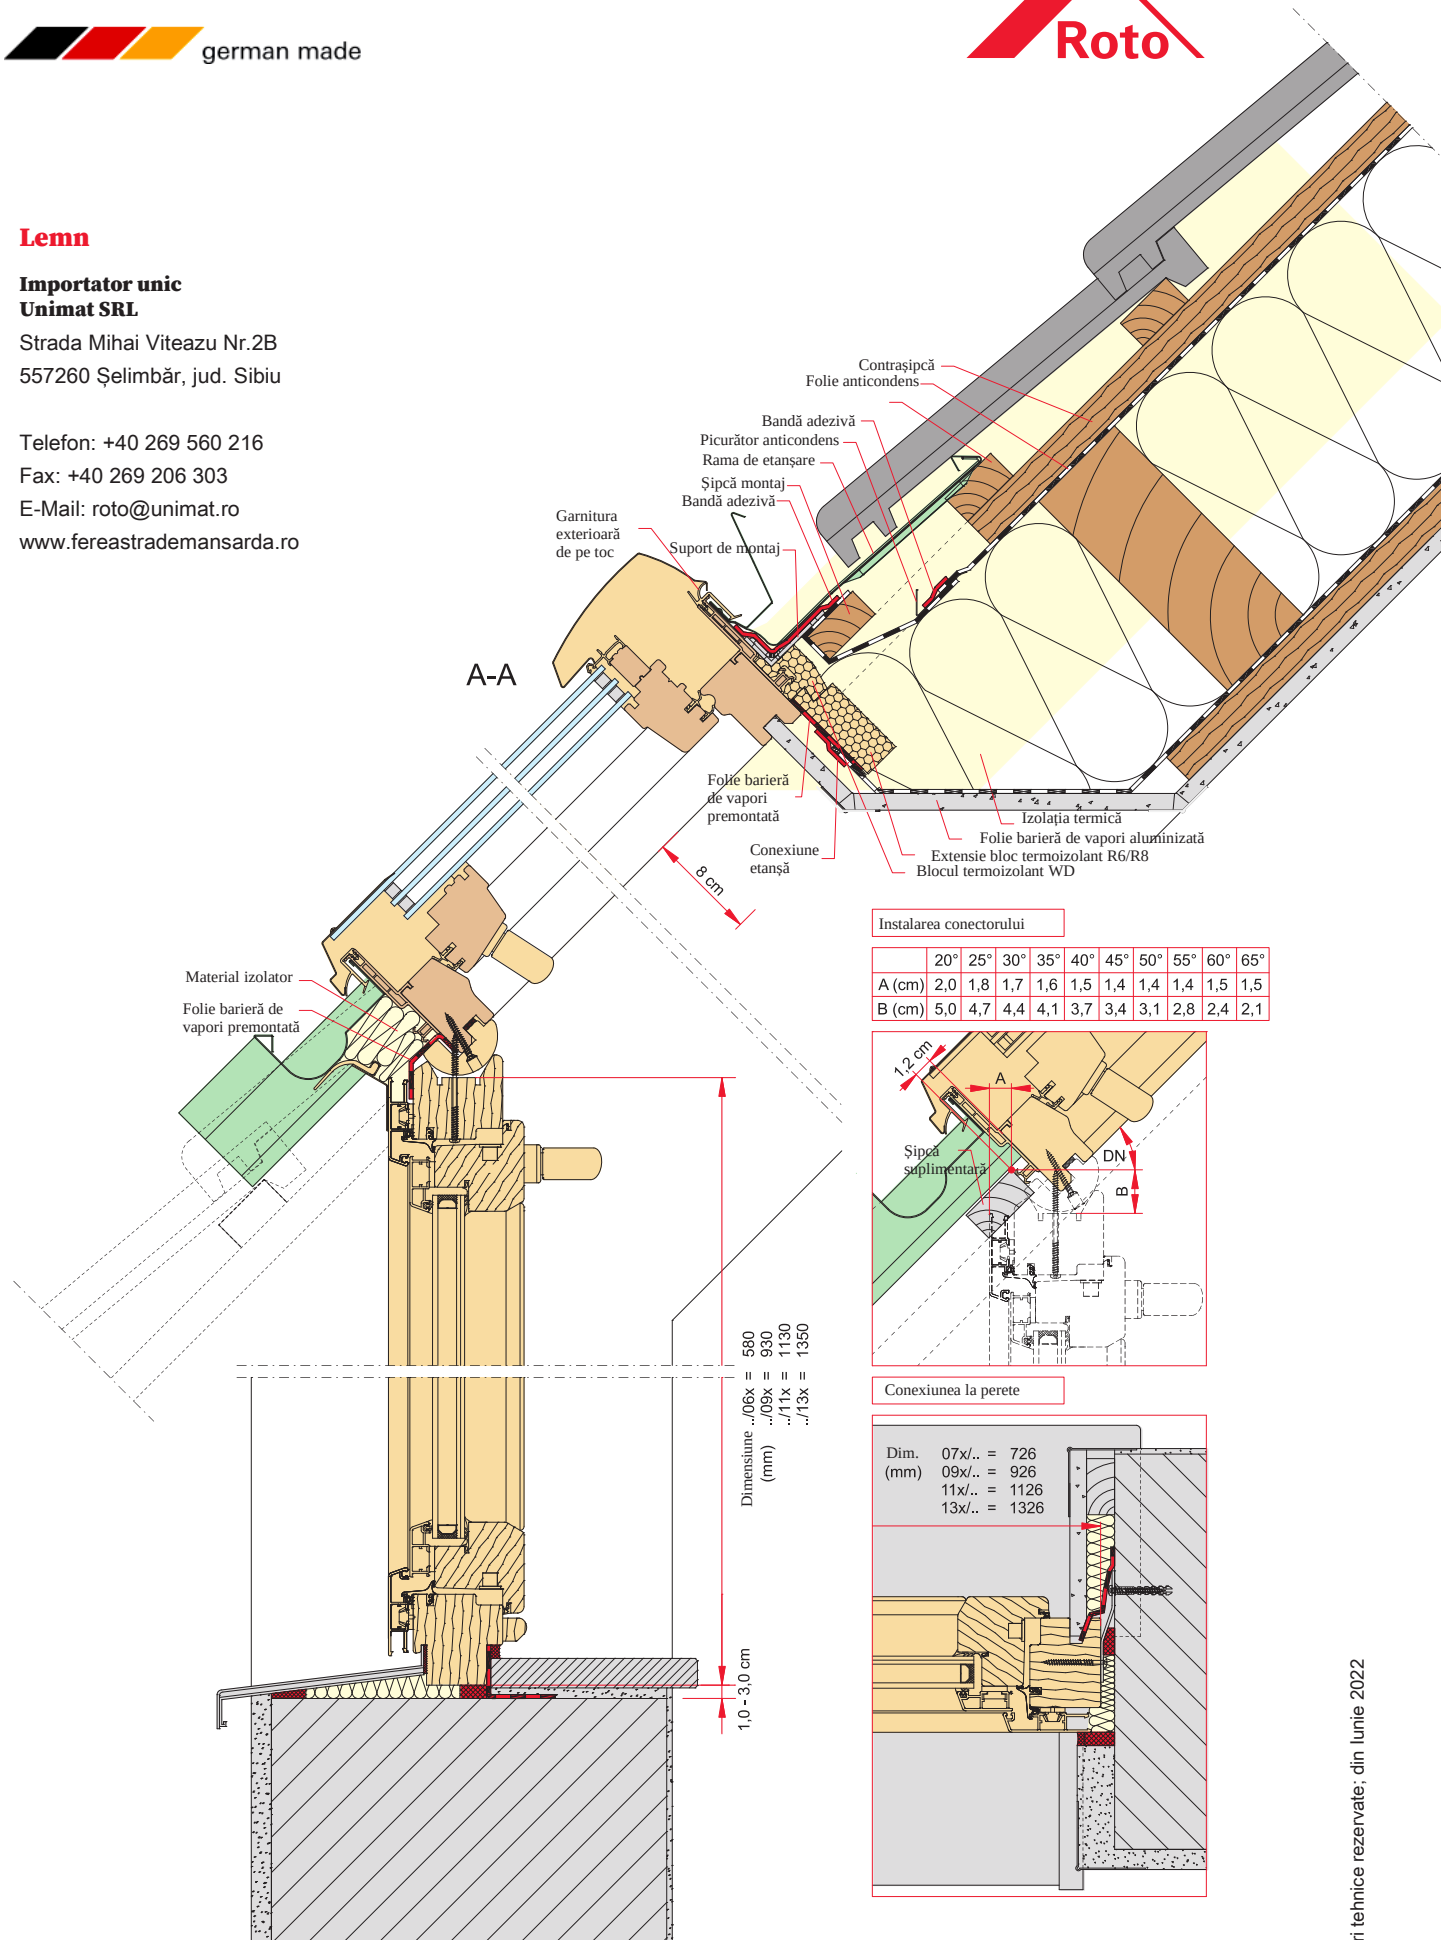 german made
Roto
Lemn
Importator unic
Unimat SRL
Strada Mihai Viteazu Nr.2B
557260 Șelimbăr, jud. Sibiu
Telefon: +40 269 560 216
Fax: +40 269 206 303
E-Mail: roto@unimat.ro
www.fereastrademansarda.ro
Contrașipcă
Folie anticondens
Bandă adezivă
Picurător anticondens
Rama de etanșare
Șipcă montaj
Bandă adezivă
Garnitura
exterioară
de pe toc
Suport de montaj
A-A
Folie barieră
de vapori
premontată
Conexiune
etanșă
Izolația termică
Folie barieră de vapori aluminizată
Extensie bloc termoizolant R6/R8
Blocul termoizolant WD
8 cm
Material izolator
Folie barieră de
vapori premontată
Instalarea conectorului
20° 25° 30° 35° 40° 45° 50° 55° 60° 65°
A (cm) 2,0 1,8 1,7 1,6 1,5 1,4 1,4 1,4 1,5 1,5
B (cm) 5,0 4,7 4,4 4,1 3,7 3,4 3,1 2,8 2,4 2,1
1,2 cm
A
Șipcă
suplimentară
DN
B
Dimensiune ../06x = 580
(mm) ../09x = 930
../11x = 1130
../13x = 1350
1,0 - 3,0 cm
Conexiunea la perete
Dim. 07x/.. = 726
(mm) 09x/.. = 926
11x/.. = 1126
13x/.. = 1326
ri tehnice rezervate; din Iunie 2022